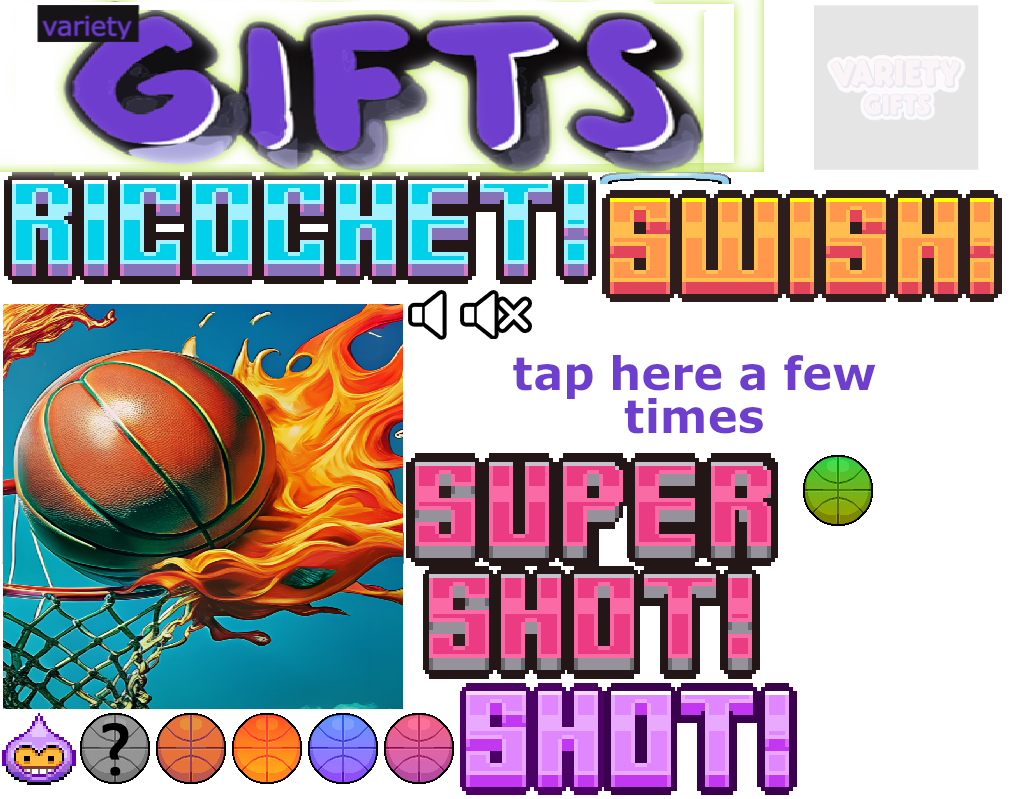 variety
GIFTS
VARIETY
GIFTS
RICOCHET!
SWISH!
tap here a few
times
SUPER
SHOT!
?
SHOT!